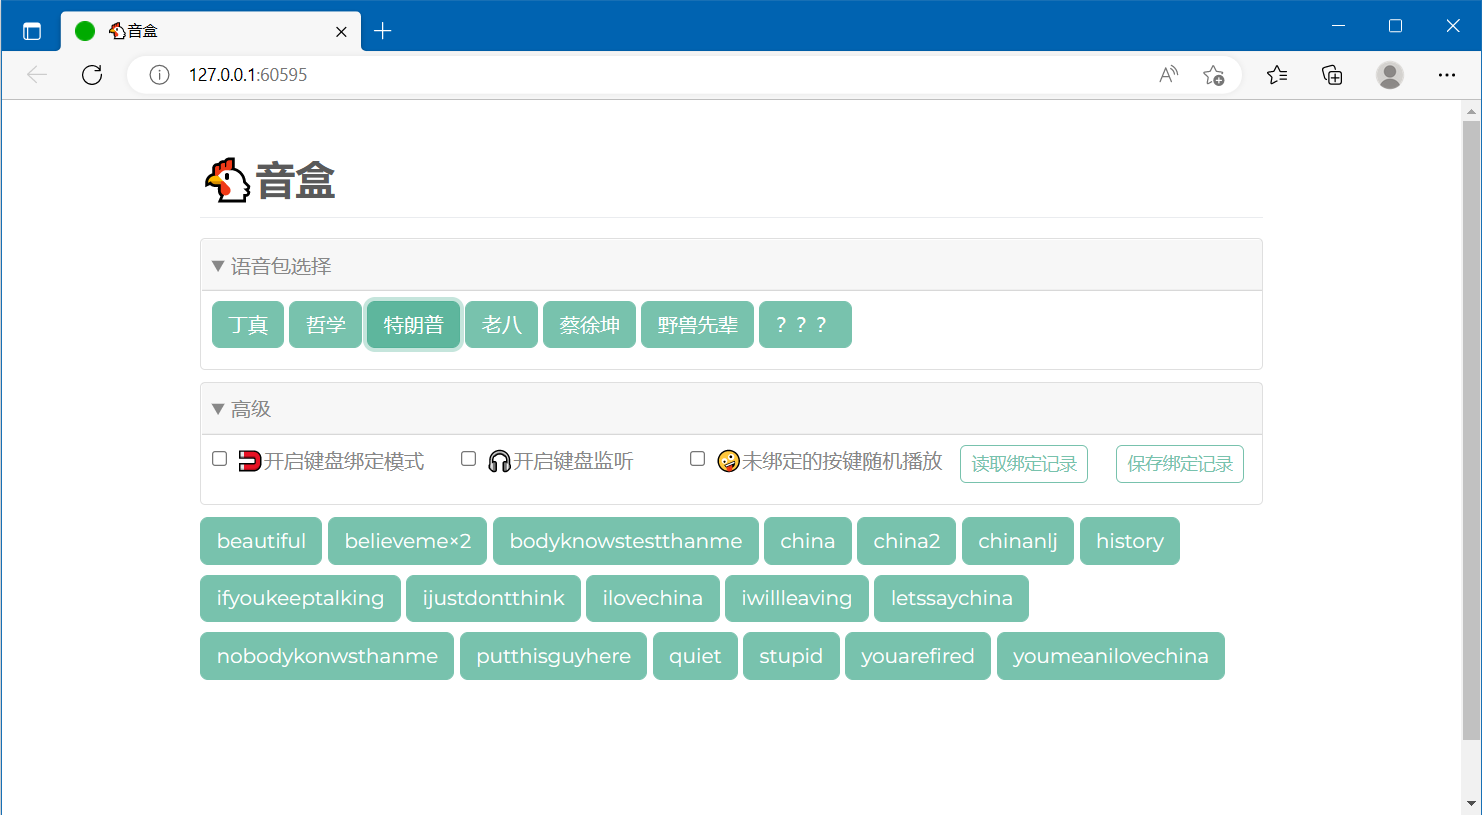 🐔音盒
127.0.0.1:60595
🐔音盒
▼ 语音包选择
丁真 哲学 特朗普 老八 蔡徐坤 野兽先辈 ？？？
▼ 高级
🧲开启键盘绑定模式 🎧开启键盘监听 🤪未绑定的按键随机播放 读取绑定记录 保存绑定记录
beautiful believeme×2 bodyknowstestthanme china china2 chinanlj history
ifyoukeeptalking ijustdontthink ilovechina iwillleaving letssaychina
nobodykonwsthanme putthisguyhere quiet stupid youarefired youmeanilovechina